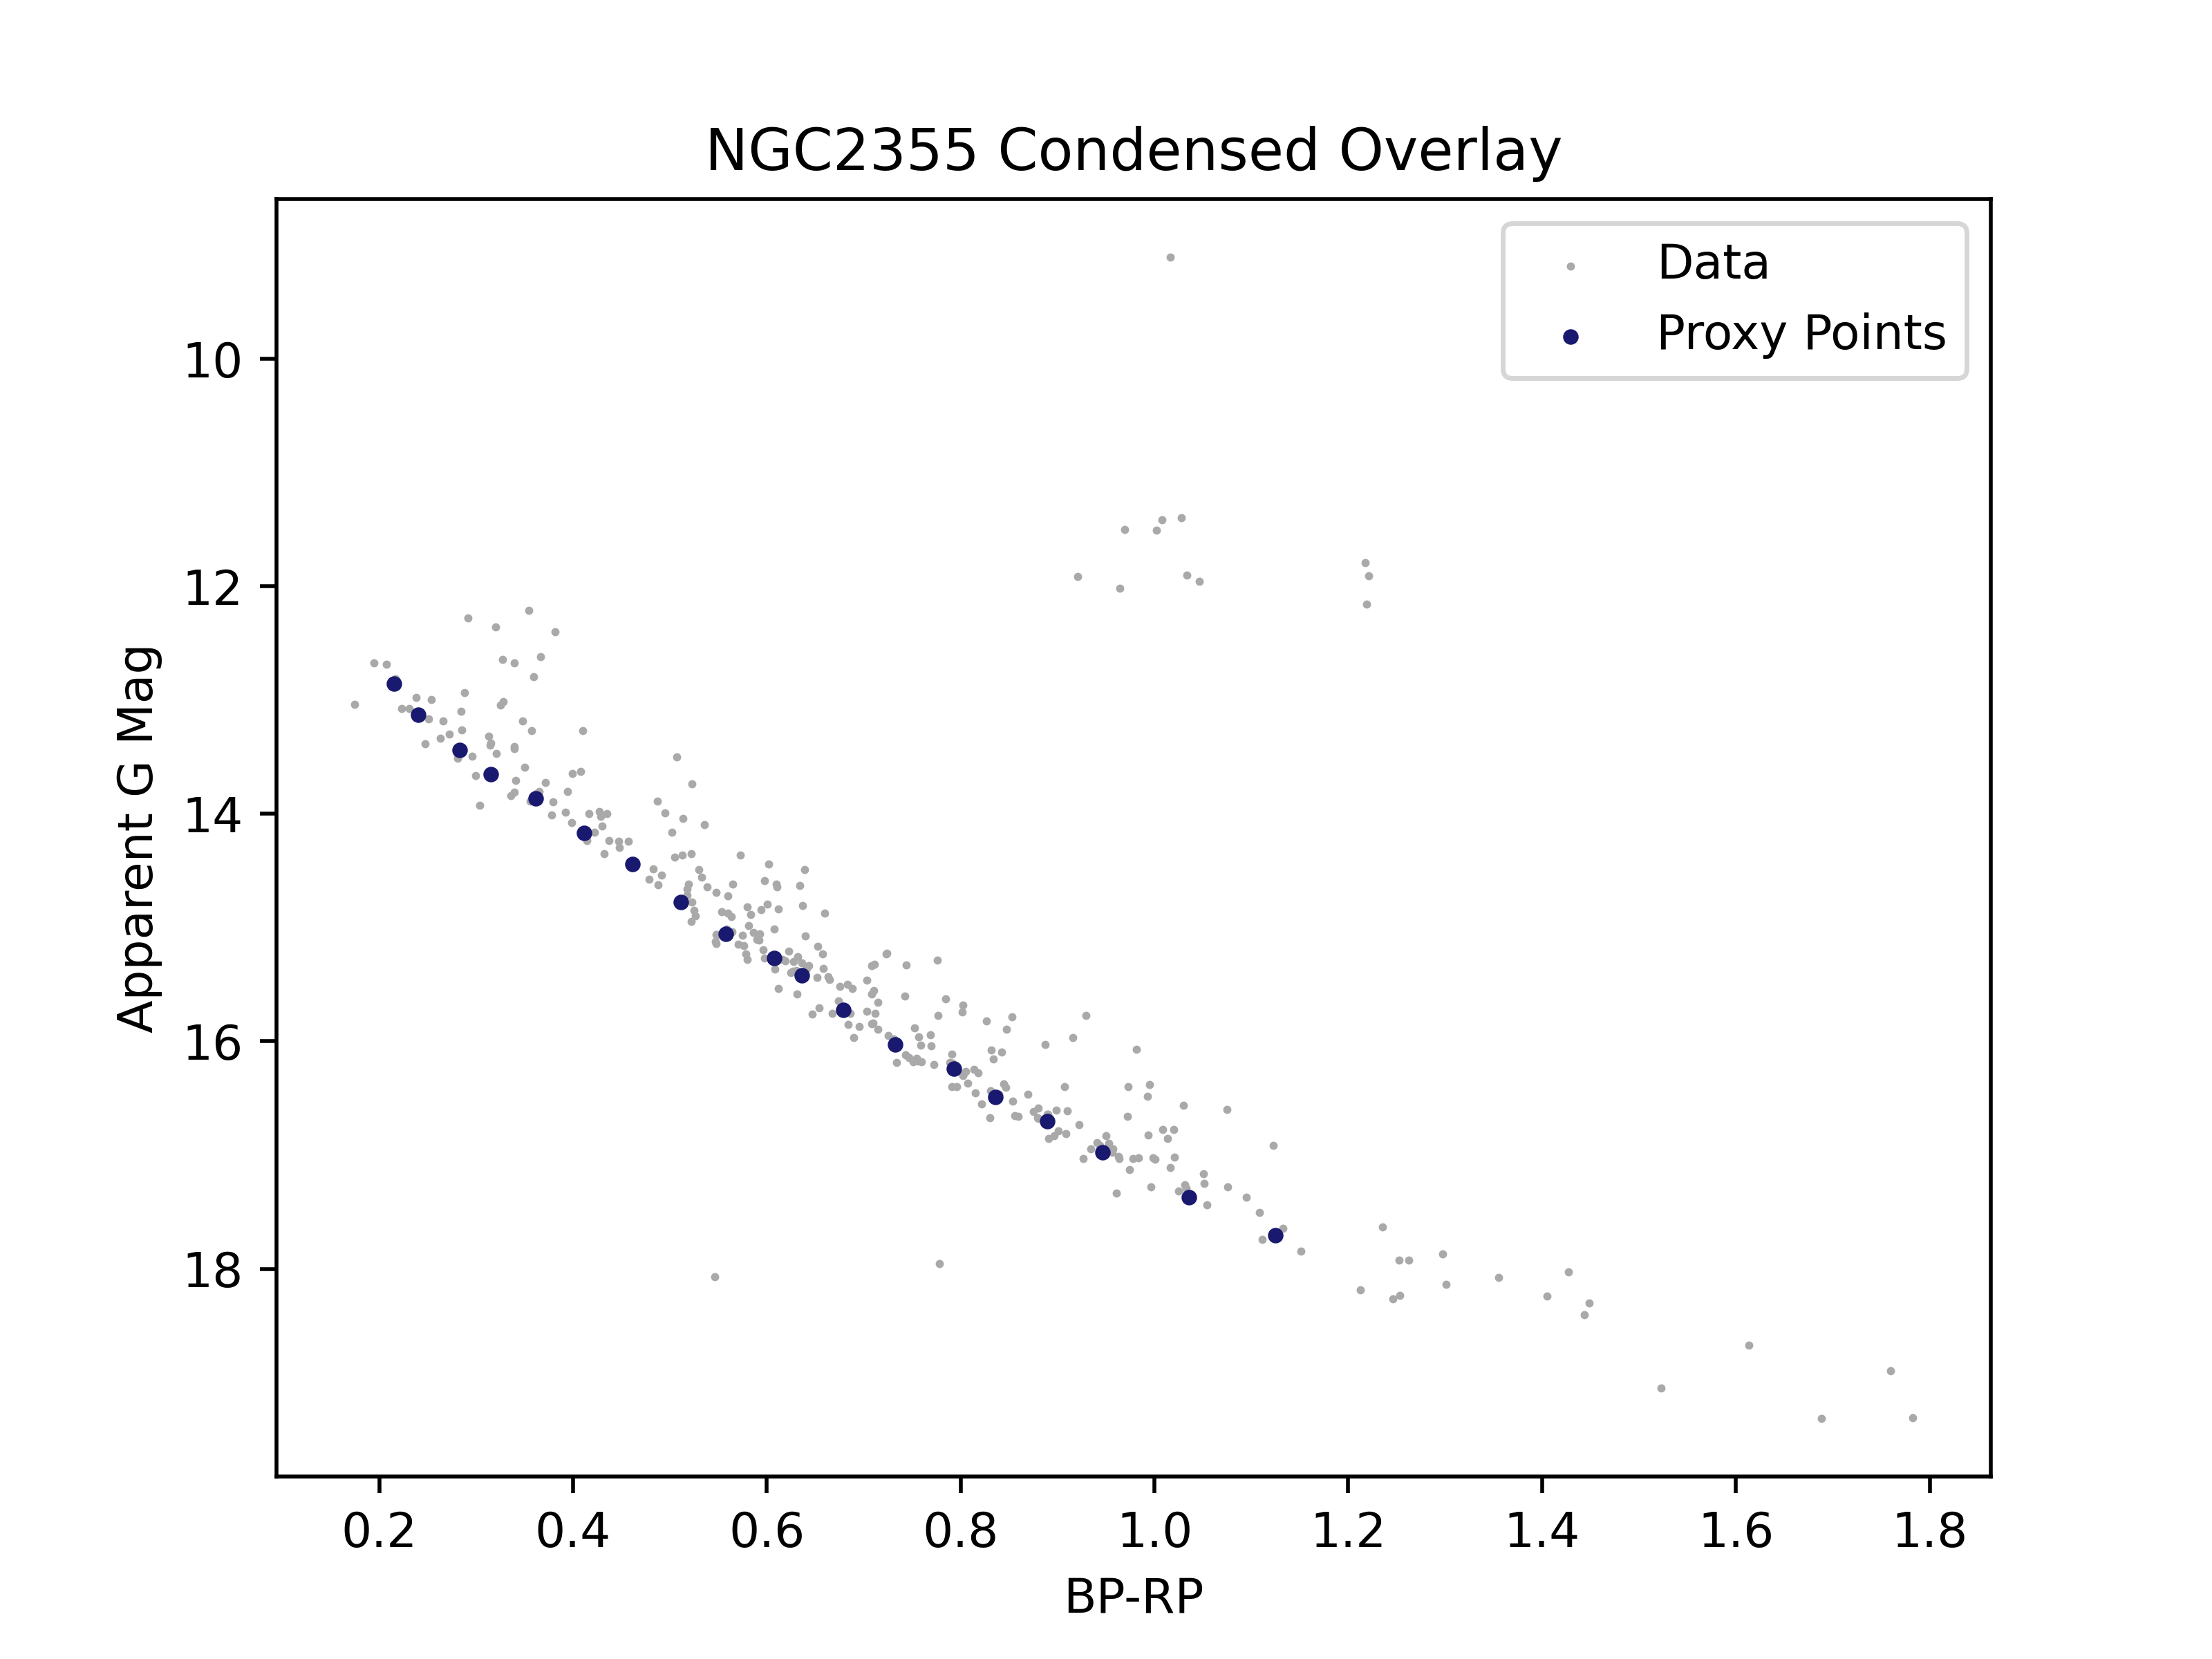 NGC2355 Condensed Overlay
Data
Proxy Points
10
12
14
16
18
Apparent G Mag
0.2 0.4 0.6 0.8 1.0 1.2 1.4 1.6 1.8
BP-RP